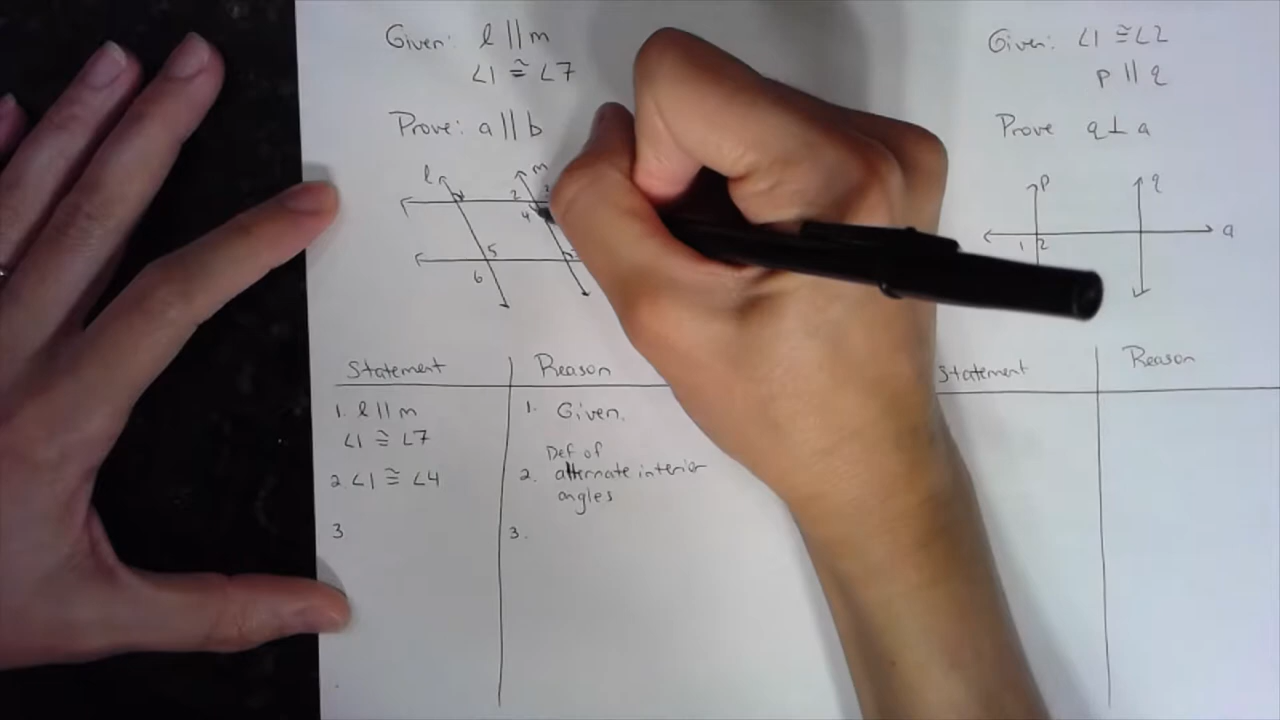 Given: l || m
∠1 ≅ ∠7
Prove: a || b
l
m
2
4
5
6
Statement
Reason
1. l || m
∠1 ≅ ∠7
1. Given.
2. ∠1 ≅ ∠4
2. Def of
alternate interior
angles
3
3.
Given: ∠1 ≅ ∠2
p || q
Prove q ⊥ a
p
q
a
1
2
Statement
Reason